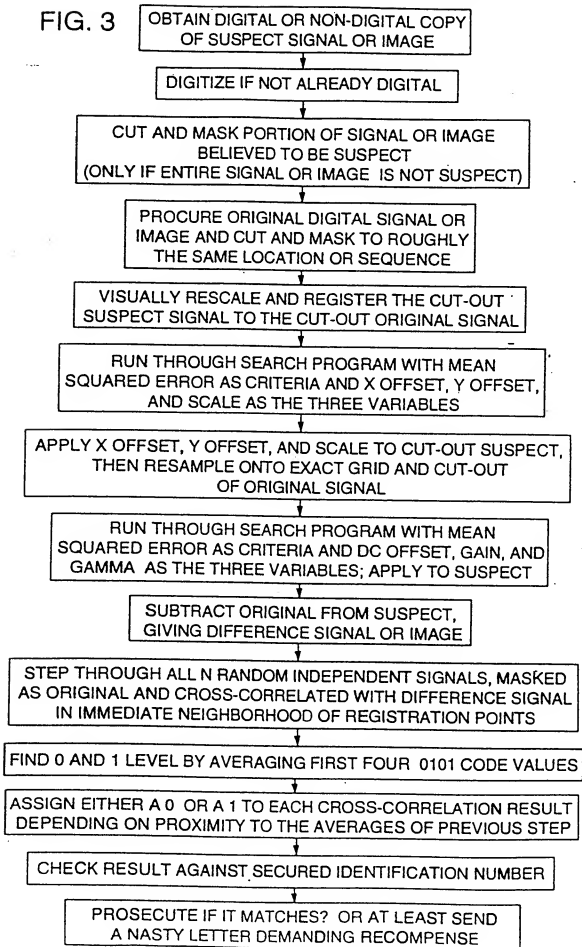 FIG. 3
OBTAIN DIGITAL OR NON-DIGITAL COPY
OF SUSPECT SIGNAL OR IMAGE
DIGITIZE IF NOT ALREADY DIGITAL
CUT AND MASK PORTION OF SIGNAL OR IMAGE
BELIEVED TO BE SUSPECT
(ONLY IF ENTIRE SIGNAL OR IMAGE IS NOT SUSPECT)
PROCURE ORIGINAL DIGITAL SIGNAL OR
IMAGE AND CUT AND MASK TO ROUGHLY
THE SAME LOCATION OR SEQUENCE
VISUALLY RESCALE AND REGISTER THE CUT-OUT
SUSPECT SIGNAL TO THE CUT-OUT ORIGINAL SIGNAL
RUN THROUGH SEARCH PROGRAM WITH MEAN
SQUARED ERROR AS CRITERIA AND X OFFSET, Y OFFSET,
AND SCALE AS THE THREE VARIABLES
APPLY X OFFSET, Y OFFSET, AND SCALE TO CUT-OUT SUSPECT,
THEN RESAMPLE ONTO EXACT GRID AND CUT-OUT
OF ORIGINAL SIGNAL
RUN THROUGH SEARCH PROGRAM WITH MEAN
SQUARED ERROR AS CRITERIA AND DC OFFSET, GAIN, AND
GAMMA AS THE THREE VARIABLES; APPLY TO SUSPECT
SUBTRACT ORIGINAL FROM SUSPECT,
GIVING DIFFERENCE SIGNAL OR IMAGE
STEP THROUGH ALL N RANDOM INDEPENDENT SIGNALS, MASKED
AS ORIGINAL AND CROSS-CORRELATED WITH DIFFERENCE SIGNAL
IN IMMEDIATE NEIGHBORHOOD OF REGISTRATION POINTS
FIND 0 AND 1 LEVEL BY AVERAGING FIRST FOUR 0101 CODE VALUES
ASSIGN EITHER A 0 OR A 1 TO EACH CROSS-CORRELATION RESULT
DEPENDING ON PROXIMITY TO THE AVERAGES OF PREVIOUS STEP
CHECK RESULT AGAINST SECURED IDENTIFICATION NUMBER
PROSECUTE IF IT MATCHES? OR AT LEAST SEND
A NASTY LETTER DEMANDING RECOMPENSE